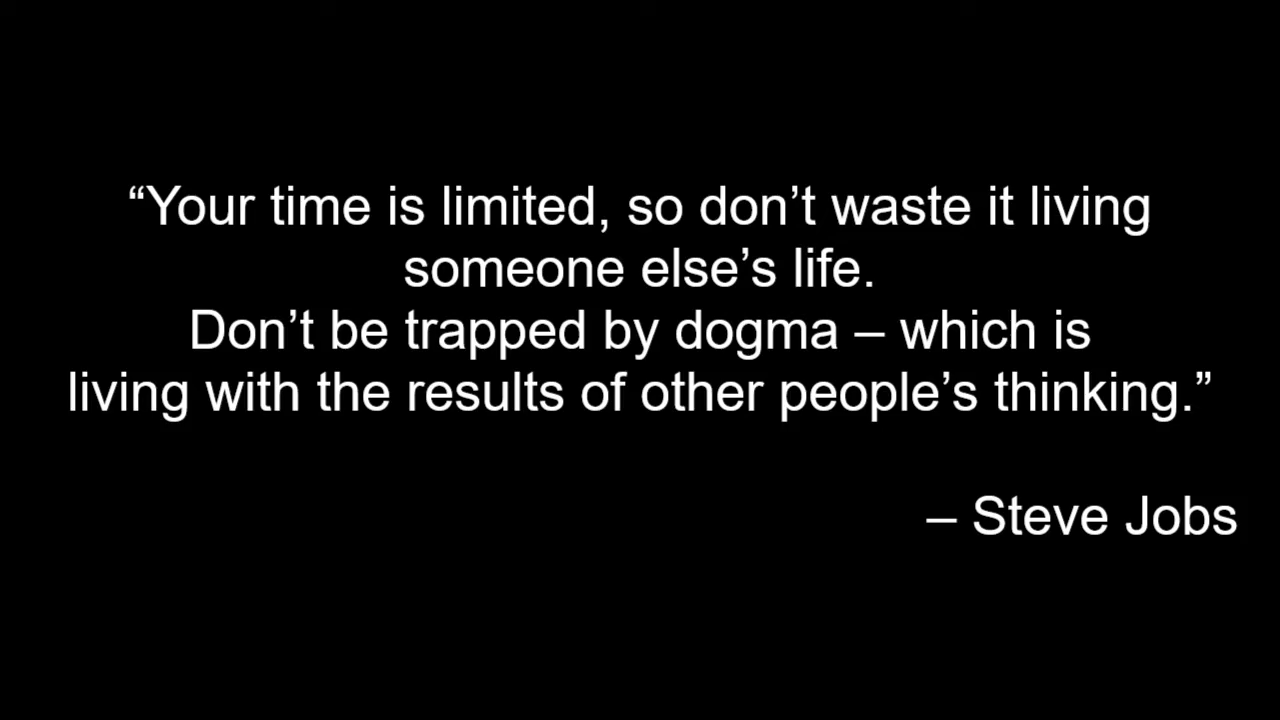 “Your time is limited, so don’t waste it living
someone else’s life.
Don’t be trapped by dogma – which is
living with the results of other people’s thinking.”
– Steve Jobs